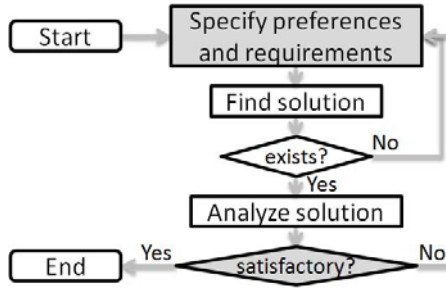 Start
Specify preferences
and requirements
Find solution
exists?
No
Yes
Analyze solution
End
Yes
satisfactory?
No